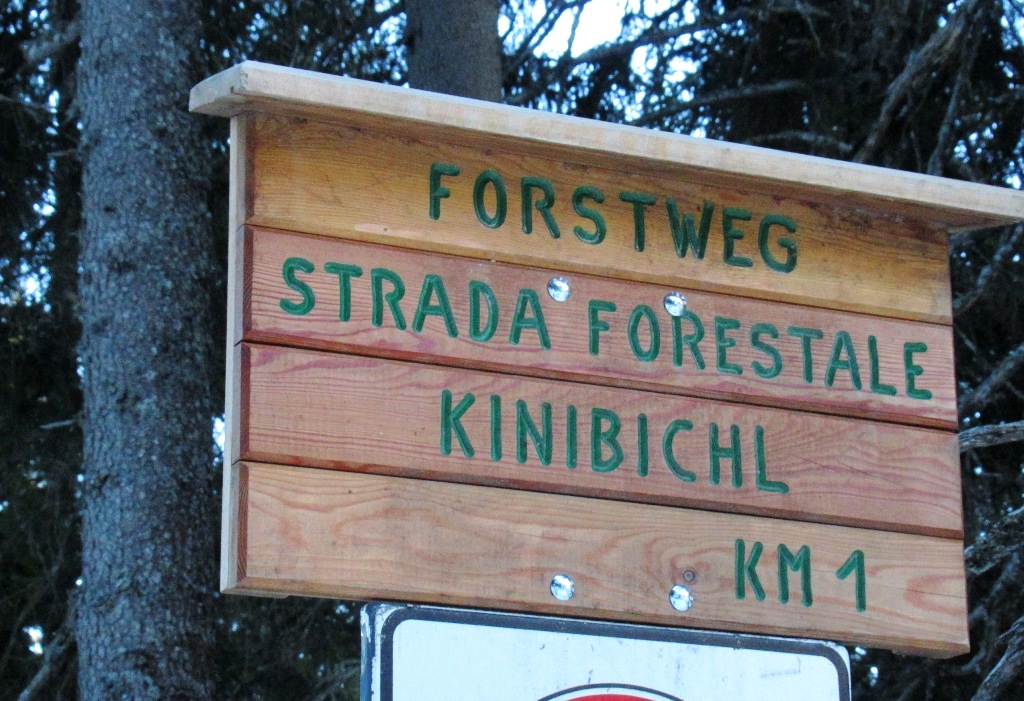 FORSTWEG
STRADA FORESTALE
KINIBICHL
KM 1